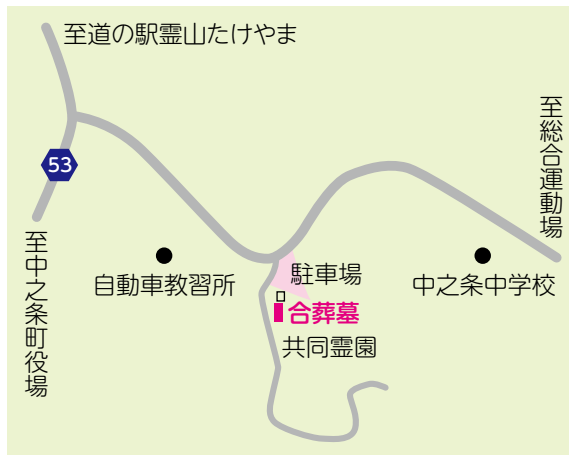 至道の駅霊山たけやま
53
至総合運動場
至中之条町役場
自動車教習所
駐車場
中之条中学校
合葬墓
共同霊園